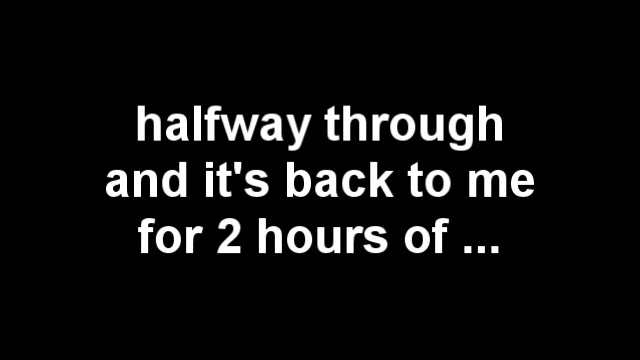 halfway through
and it's back to me
for 2 hours of ...